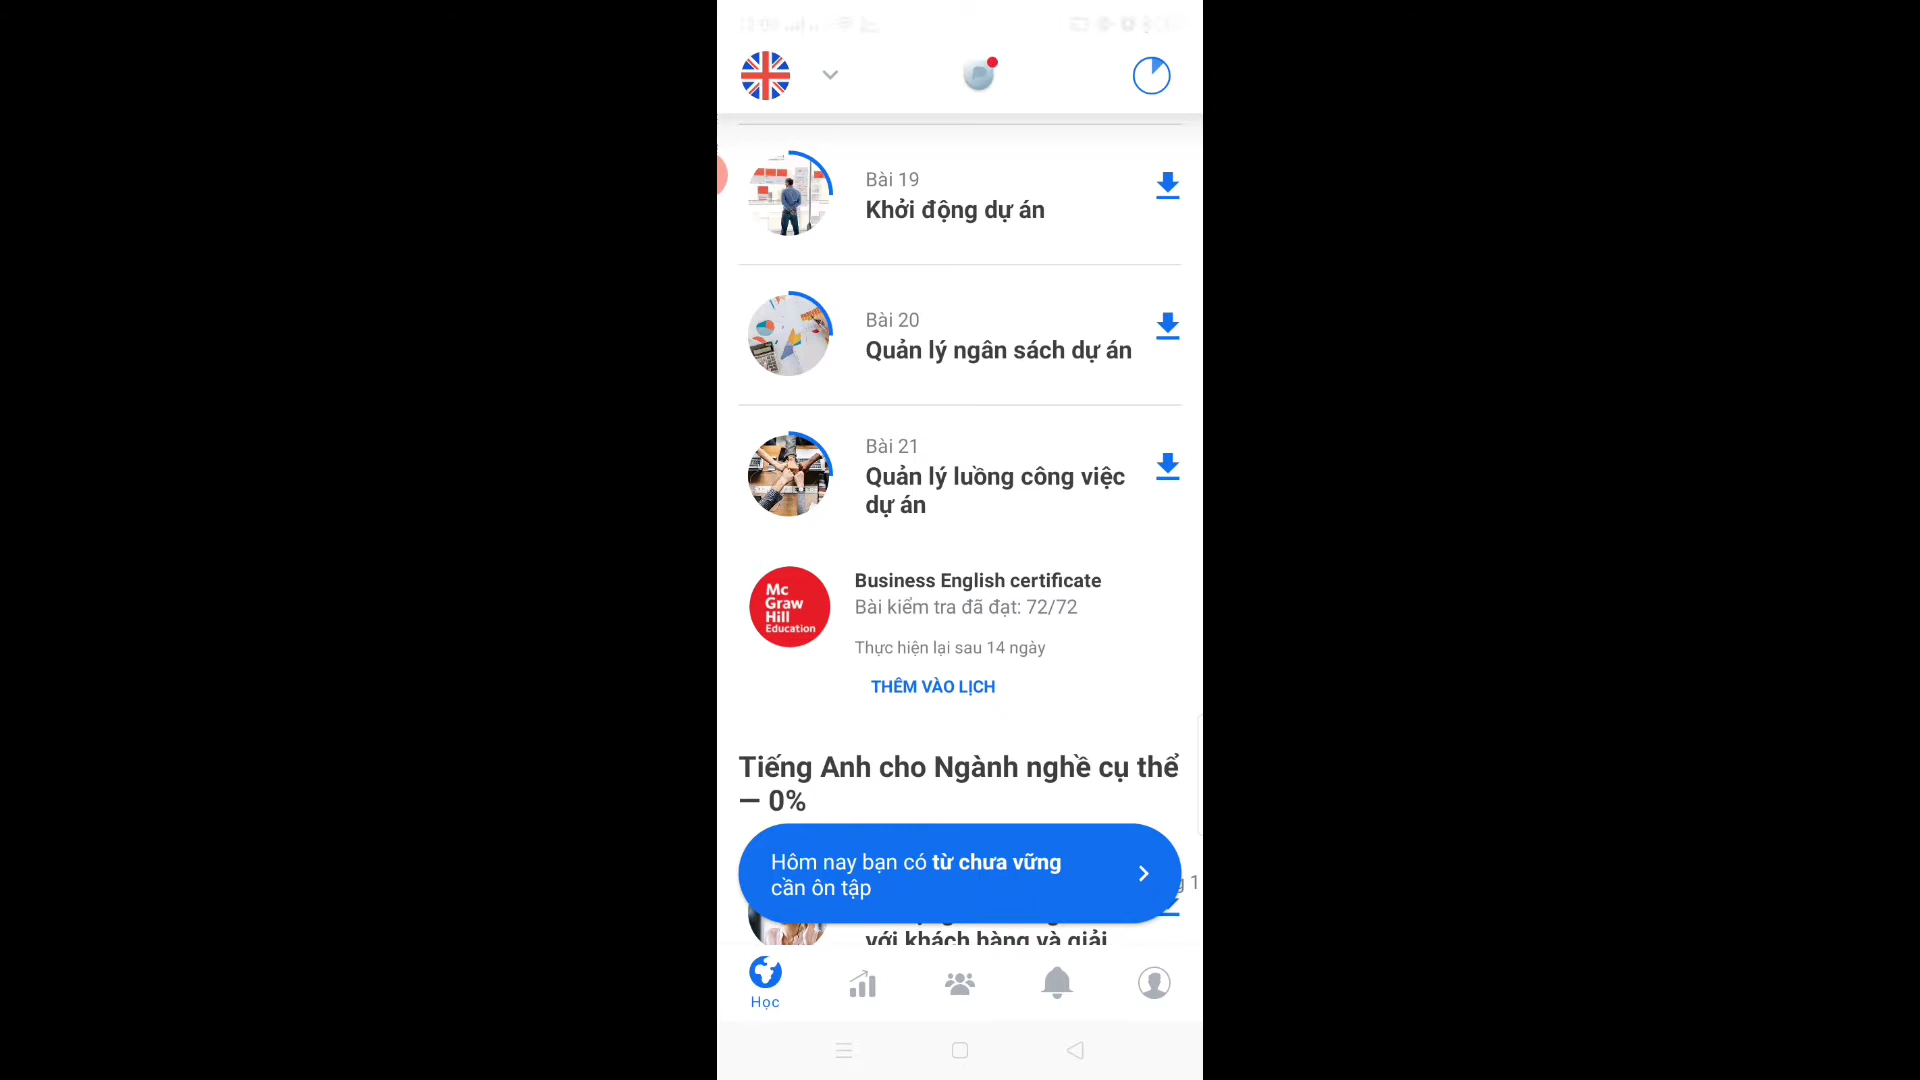 Bài 19
Khởi động dự án
Bài 20
Quản lý ngân sách dự án
Bài 21
Quản lý luồng công việc
dự án
Mc
Graw
Hill
Education
Business English certificate
Bài kiểm tra đã đạt: 72/72
Thực hiện lại sau 14 ngày
THÊM VÀO LỊCH
Tiếng Anh cho Ngành nghề cụ thể
— 0%
Hôm nay bạn có từ chưa vững
cần ôn tập
1
với khách hàng và giải
Học